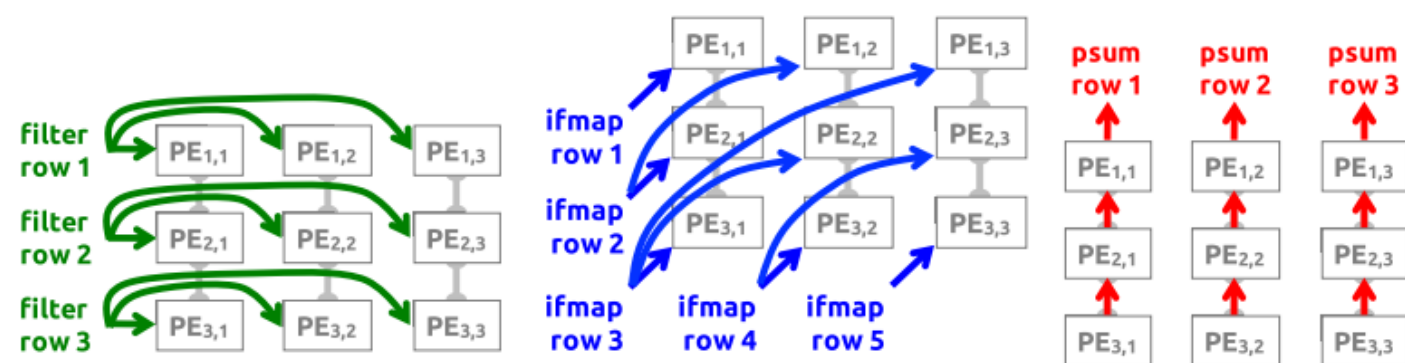 filter
row 1
PE1,1
PE1,2
PE1,3
filter
row 2
PE2,1
PE2,2
PE2,3
filter
row 3
PE3,1
PE3,2
PE3,3
PE1,1
PE1,2
PE1,3
ifmap
row 1
PE2,1
PE2,2
PE2,3
ifmap
row 2
PE3,1
PE3,2
PE3,3
ifmap
row 3
ifmap
row 4
ifmap
row 5
psum
row 1
psum
row 2
psum
row 3
PE1,1
PE1,2
PE1,3
PE2,1
PE2,2
PE2,3
PE3,1
PE3,2
PE3,3